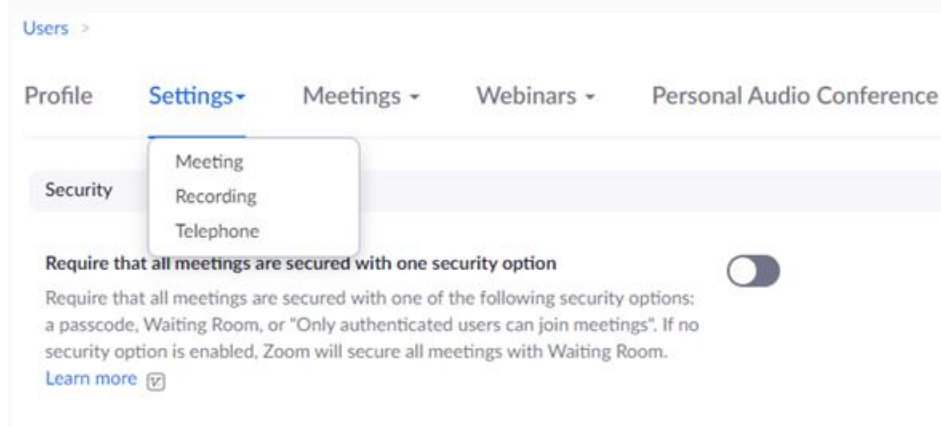 Users >
Profile Settings Meetings Webinars Personal Audio Conference
Meeting
Recording
Telephone
Security
Require that all meetings are secured with one security option
Require that all meetings are secured with one of the following security options:
a passcode, Waiting Room, or "Only authenticated users can join meetings". If no
security option is enabled, Zoom will secure all meetings with Waiting Room.
Learn more